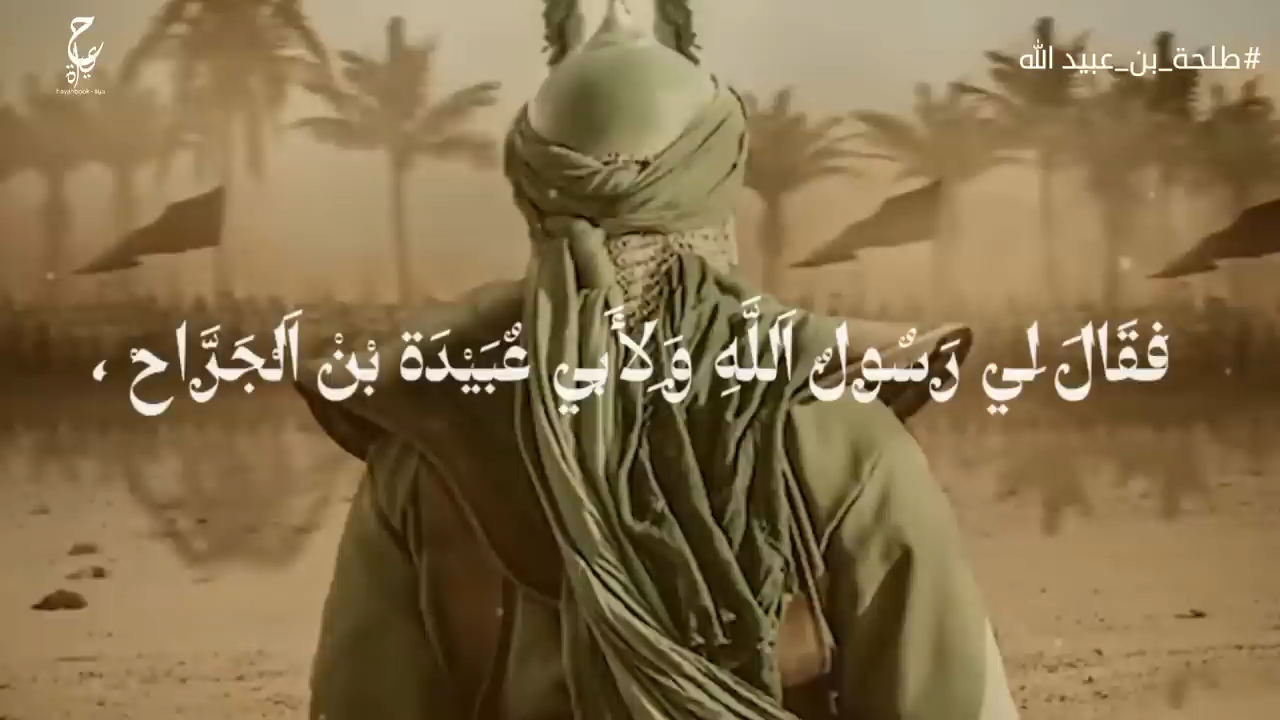 #طلحة_بن_عبيد الله
فَقَالَ لِي رَسُولُ اَللَّهِ وَلِأَبِي عُبَيْدَة بْنْ اَلْجَرَّاحْ ،